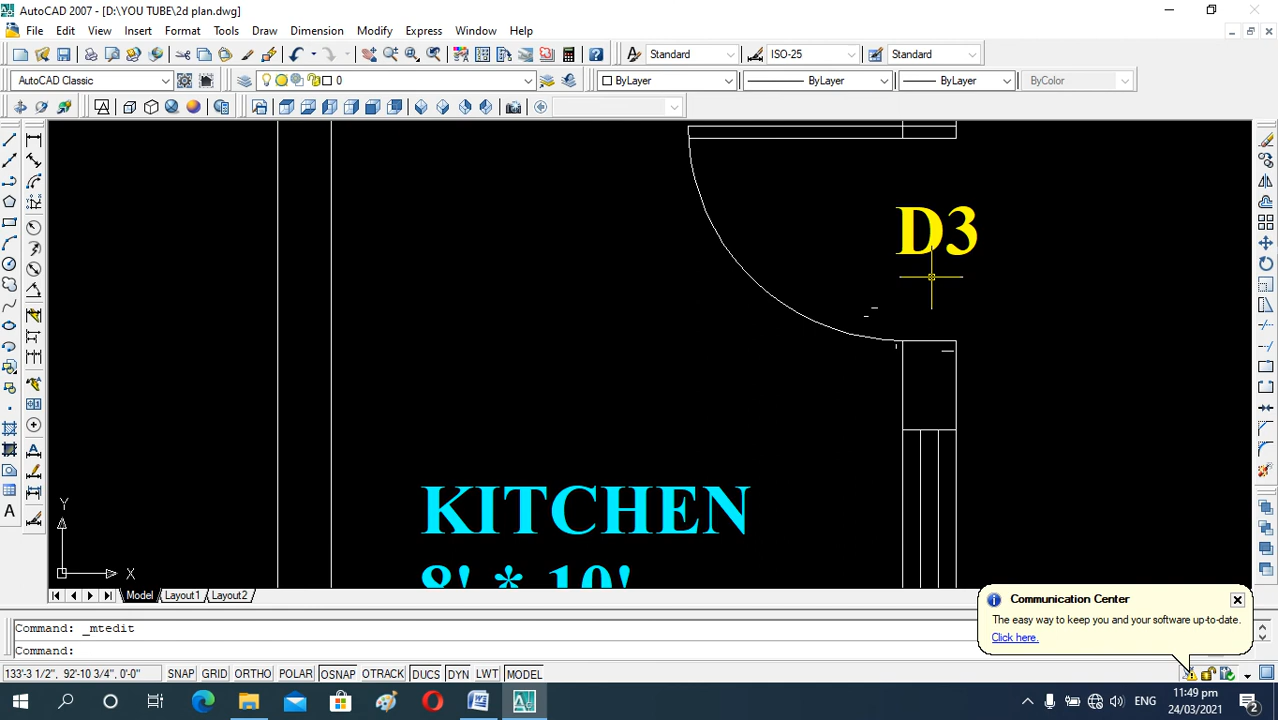 AutoCAD 2007 - [D:\YOU TUBE\2d plan.dwg]
File Edit View Insert Format Tools Draw Dimension Modify Express Window Help
Standard ISO-25 Standard
AutoCAD Classic 0 ByLayer ByLayer ByLayer ByColor
D3
KITCHEN
8' * 10'
Y
X
Model Layout1 Layout2
Communication Center
The easy way to keep you and your software up-to-date.
Click here.
Command: _mtedit
Command:
133'-3 1/2", 92'-10 3/4", 0'-0" SNAP GRID ORTHO POLAR OSNAP OTRACK DUCS DYN LWT MODEL
ENG
11:49 pm
24/03/2021
2